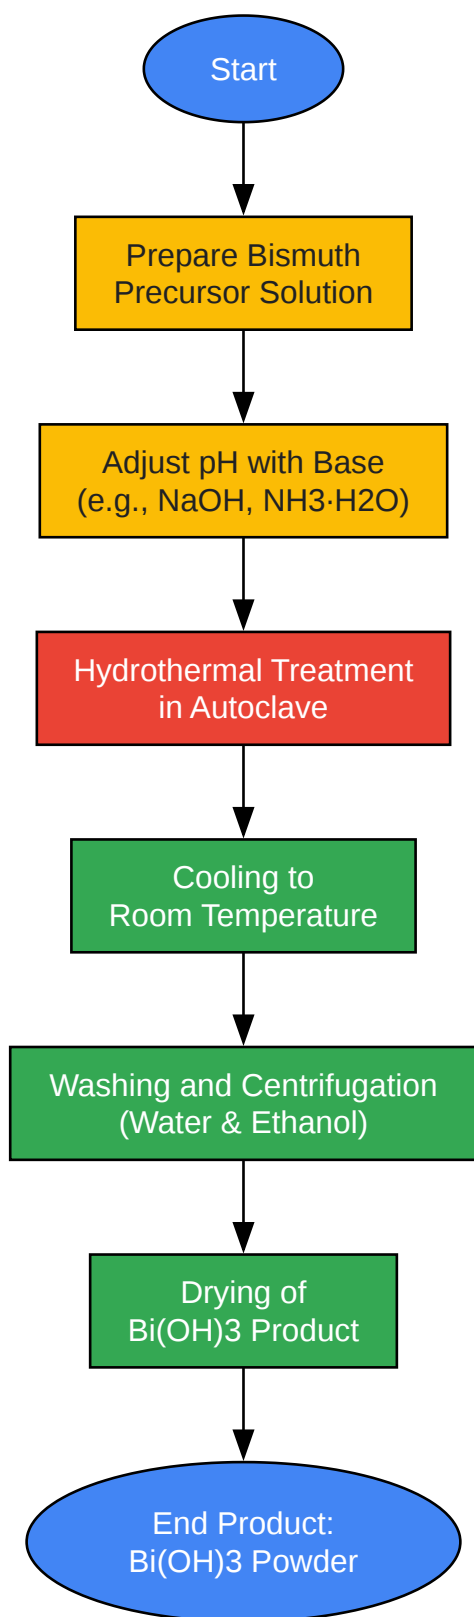 Start
Prepare Bismuth
Precursor Solution
Adjust pH with Base
(e.g., NaOH, NH3·H2O)
Hydrothermal Treatment
in Autoclave
Cooling to
Room Temperature
Washing and Centrifugation
(Water & Ethanol)
Drying of
Bi(OH)3 Product
End Product:
Bi(OH)3 Powder